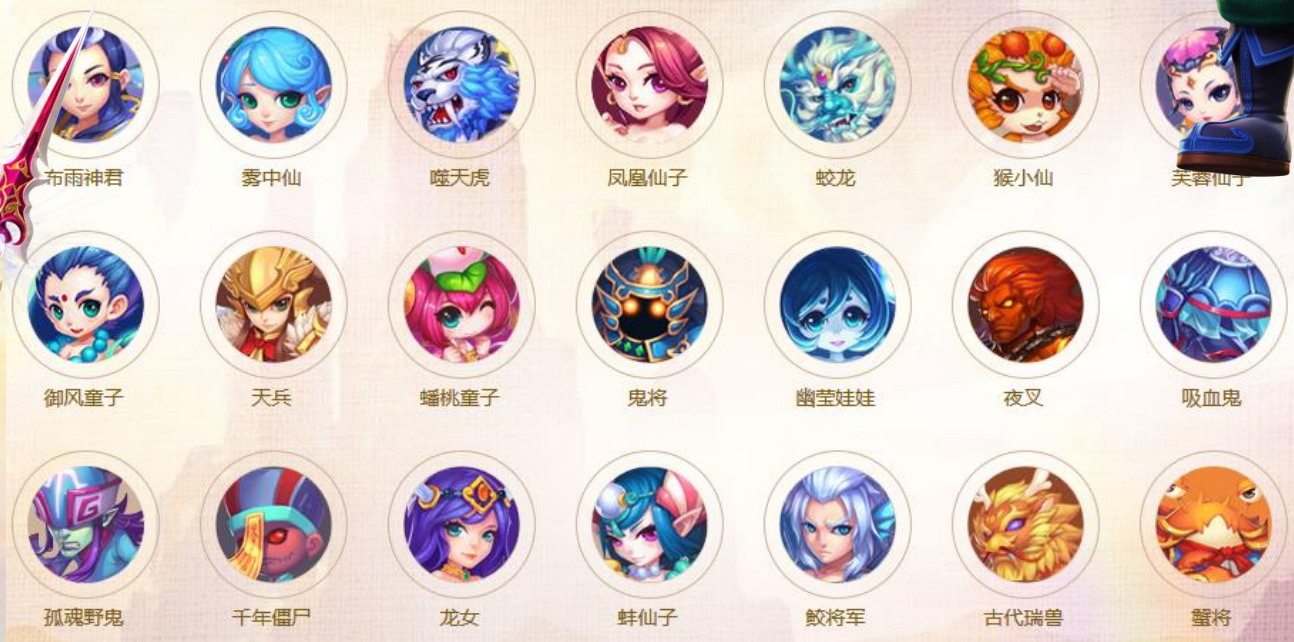 布雨神君
雾中仙
噬天虎
凤凰仙子
蛟龙
猴小仙
芙蓉仙子
御风童子
天兵
蟠桃童子
鬼将
幽莹娃娃
夜叉
吸血鬼
孤魂野鬼
千年僵尸
龙女
蚌仙子
鲛将军
古代瑞兽
蟹将